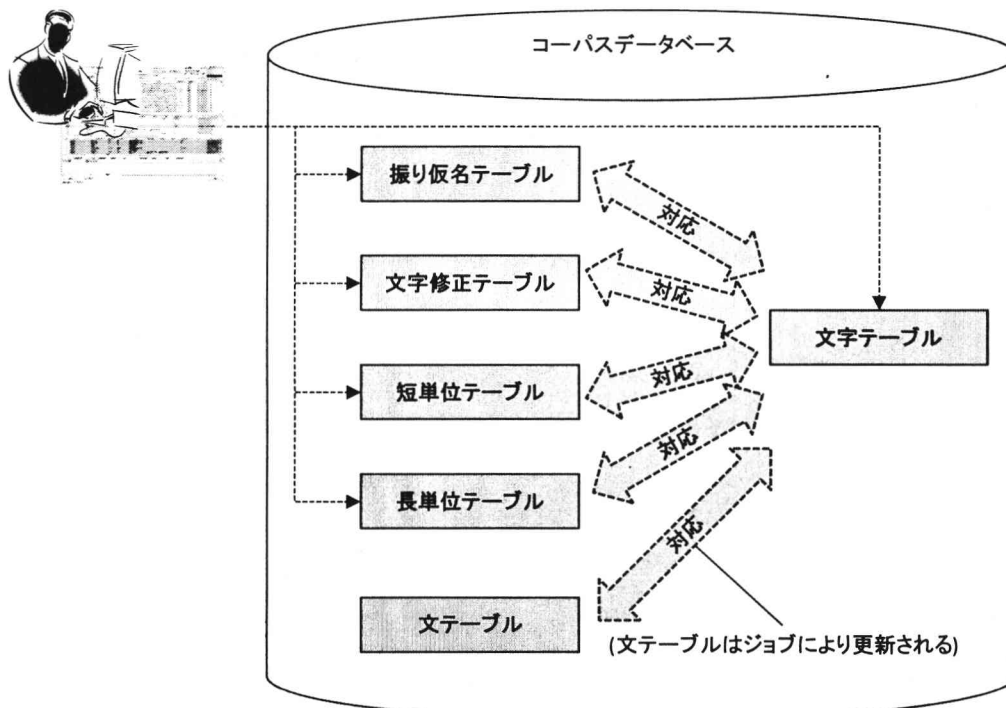 コーパスデータベース
振り仮名テーブル
対応
文字修正テーブル
対応
文字テーブル
短単位テーブル
対応
長単位テーブル
対応
対応
文テーブル
(文テーブルはジョブにより更新される)